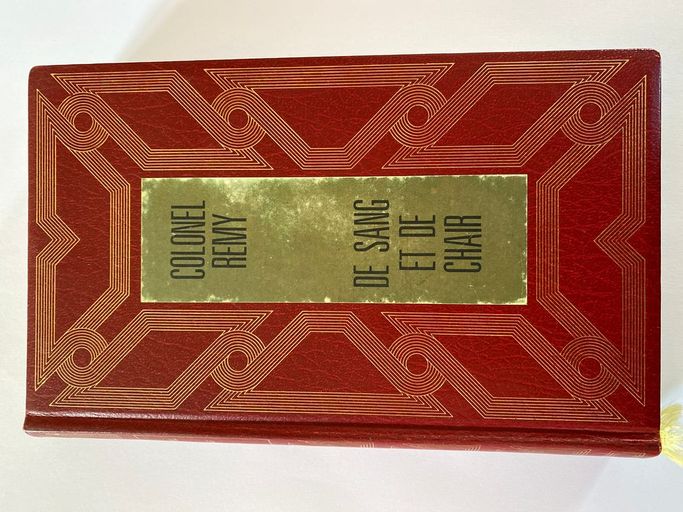 COLONEL
REMY
DE SANG
ET DE
CHAIR